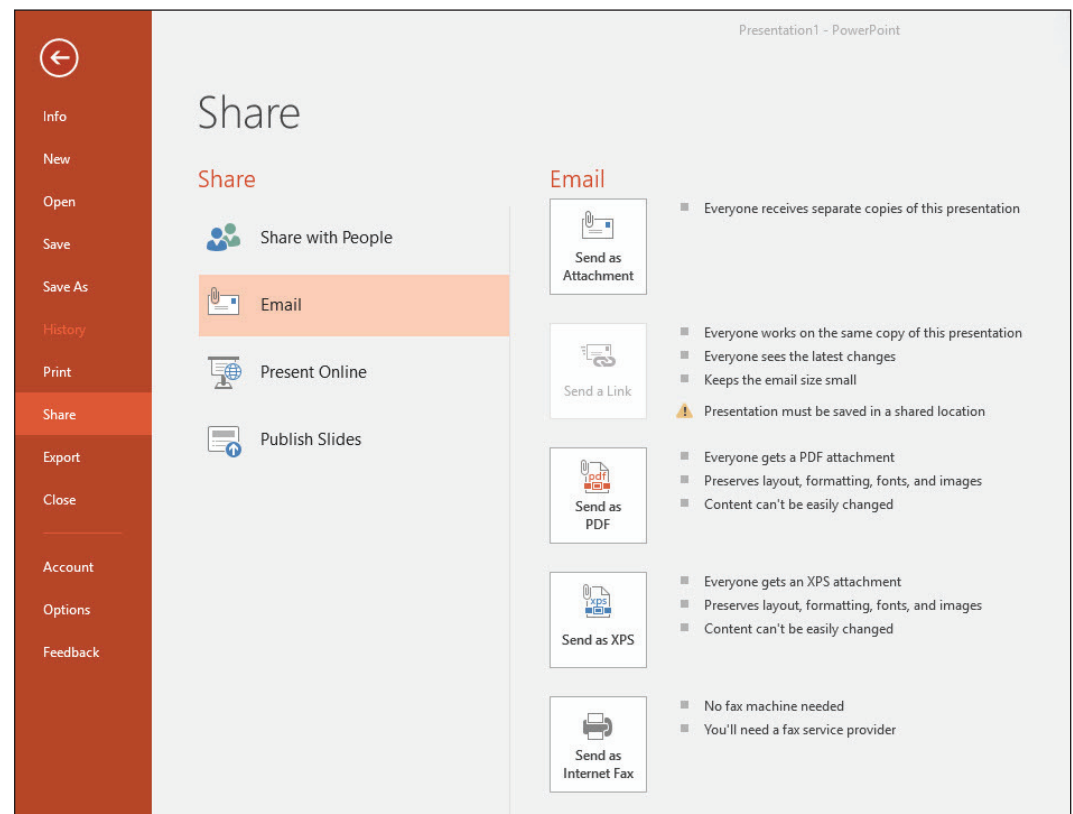 Presentation1 - PowerPoint
Info
New
Open
Save
Save As
History
Print
Share
Export
Close
Account
Options
Feedback
Share
Share
Share with People
Email
Present Online
Publish Slides
Email
Send as
Attachment
Everyone receives separate copies of this presentation
Send a Link
Everyone works on the same copy of this presentation
Everyone sees the latest changes
Keeps the email size small
Presentation must be saved in a shared location
pdf
Send as
PDF
Everyone gets a PDF attachment
Preserves layout, formatting, fonts, and images
Content can't be easily changed
xps
Send as XPS
Everyone gets an XPS attachment
Preserves layout, formatting, fonts, and images
Content can't be easily changed
Send as
Internet Fax
No fax machine needed
You'll need a fax service provider